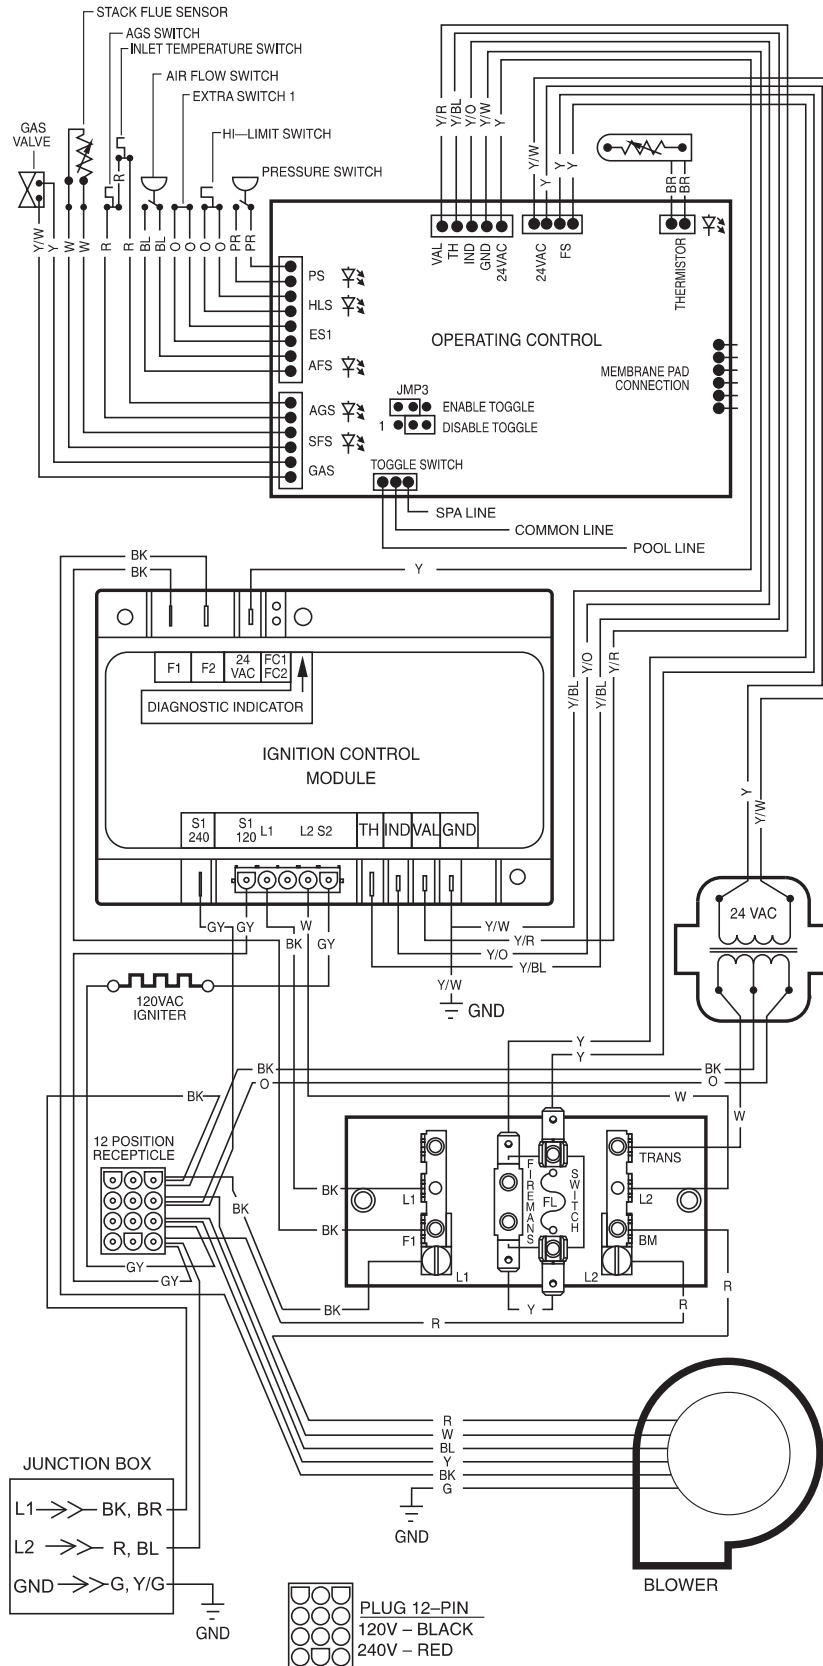 STACK FLUE SENSOR
AGS SWITCH
INLET TEMPERATURE SWITCH
AIR FLOW SWITCH
EXTRA SWITCH 1
HI–LIMIT SWITCH
PRESSURE SWITCH
GAS
VALVE
Y/W
Y
W
W
R
R
R
BL
BL
O
O
O
O
PR
PR
Y/R
Y/BL
Y/O
Y/W
Y
Y/W
Y
Y
Y
BR
BR
VAL
TH
IND
GND
24VAC
24VAC
FS
THERMISTOR
PS
HLS
ES1
AFS
AGS
SFS
GAS
OPERATING CONTROL
MEMBRANE PAD
CONNECTION
JMP3
ENABLE TOGGLE
1
DISABLE TOGGLE
TOGGLE SWITCH
SPA LINE
COMMON LINE
POOL LINE
BK
BK
Y
F1
F2
24
VAC
FC1
FC2
DIAGNOSTIC INDICATOR
IGNITION CONTROL
MODULE
S1
240
S1
120
L1
L2 S2
TH
IND
VAL
GND
Y/BL
Y/O
Y/BL
Y/R
Y
Y/W
24 VAC
GY
GY
BK
W
GY
Y/W
Y/R
Y/O
Y/BL
Y/W
GND
120VAC
IGNITER
Y
Y
BK
O
BK
W
W
12 POSITION
RECEPTICLE
BK
GY
GY
BK
BK
BK
L1
F1
L1
FIREMANS
FL
SWITCH
TRANS
L2
BM
L2
Y
R
R
R
R
W
BL
Y
BK
G
GND
BLOWER
JUNCTION BOX
L1 BK, BR
L2 R, BL
GND G, Y/G
GND
PLUG 12–PIN
120V – BLACK
240V – RED